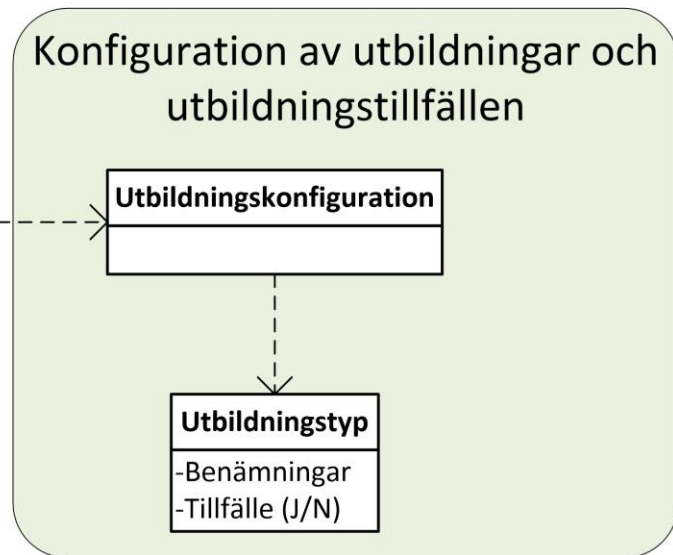 Konfiguration av utbildningar och
utbildningstillfällen
Utbildningskonfiguration
Utbildningstyp
-Benämningar
-Tillfälle (J/N)